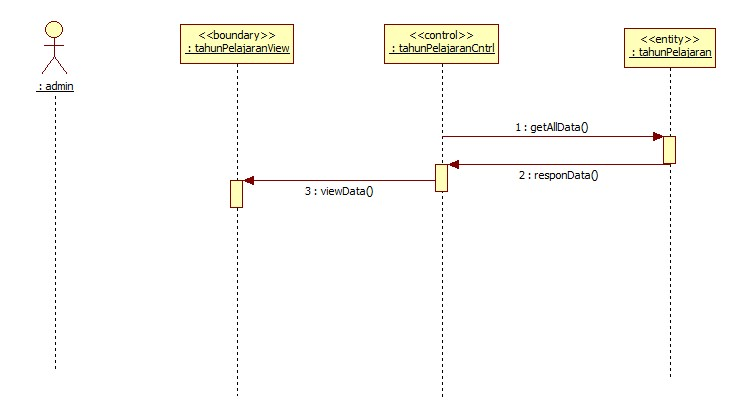 <<boundary>>
: tahunPelajaranView
<<control>>
: tahunPelajaranCntrl
<<entity>>
: tahunPelajaran
: admin
1 : getAllData()
2 : responData()
3 : viewData()